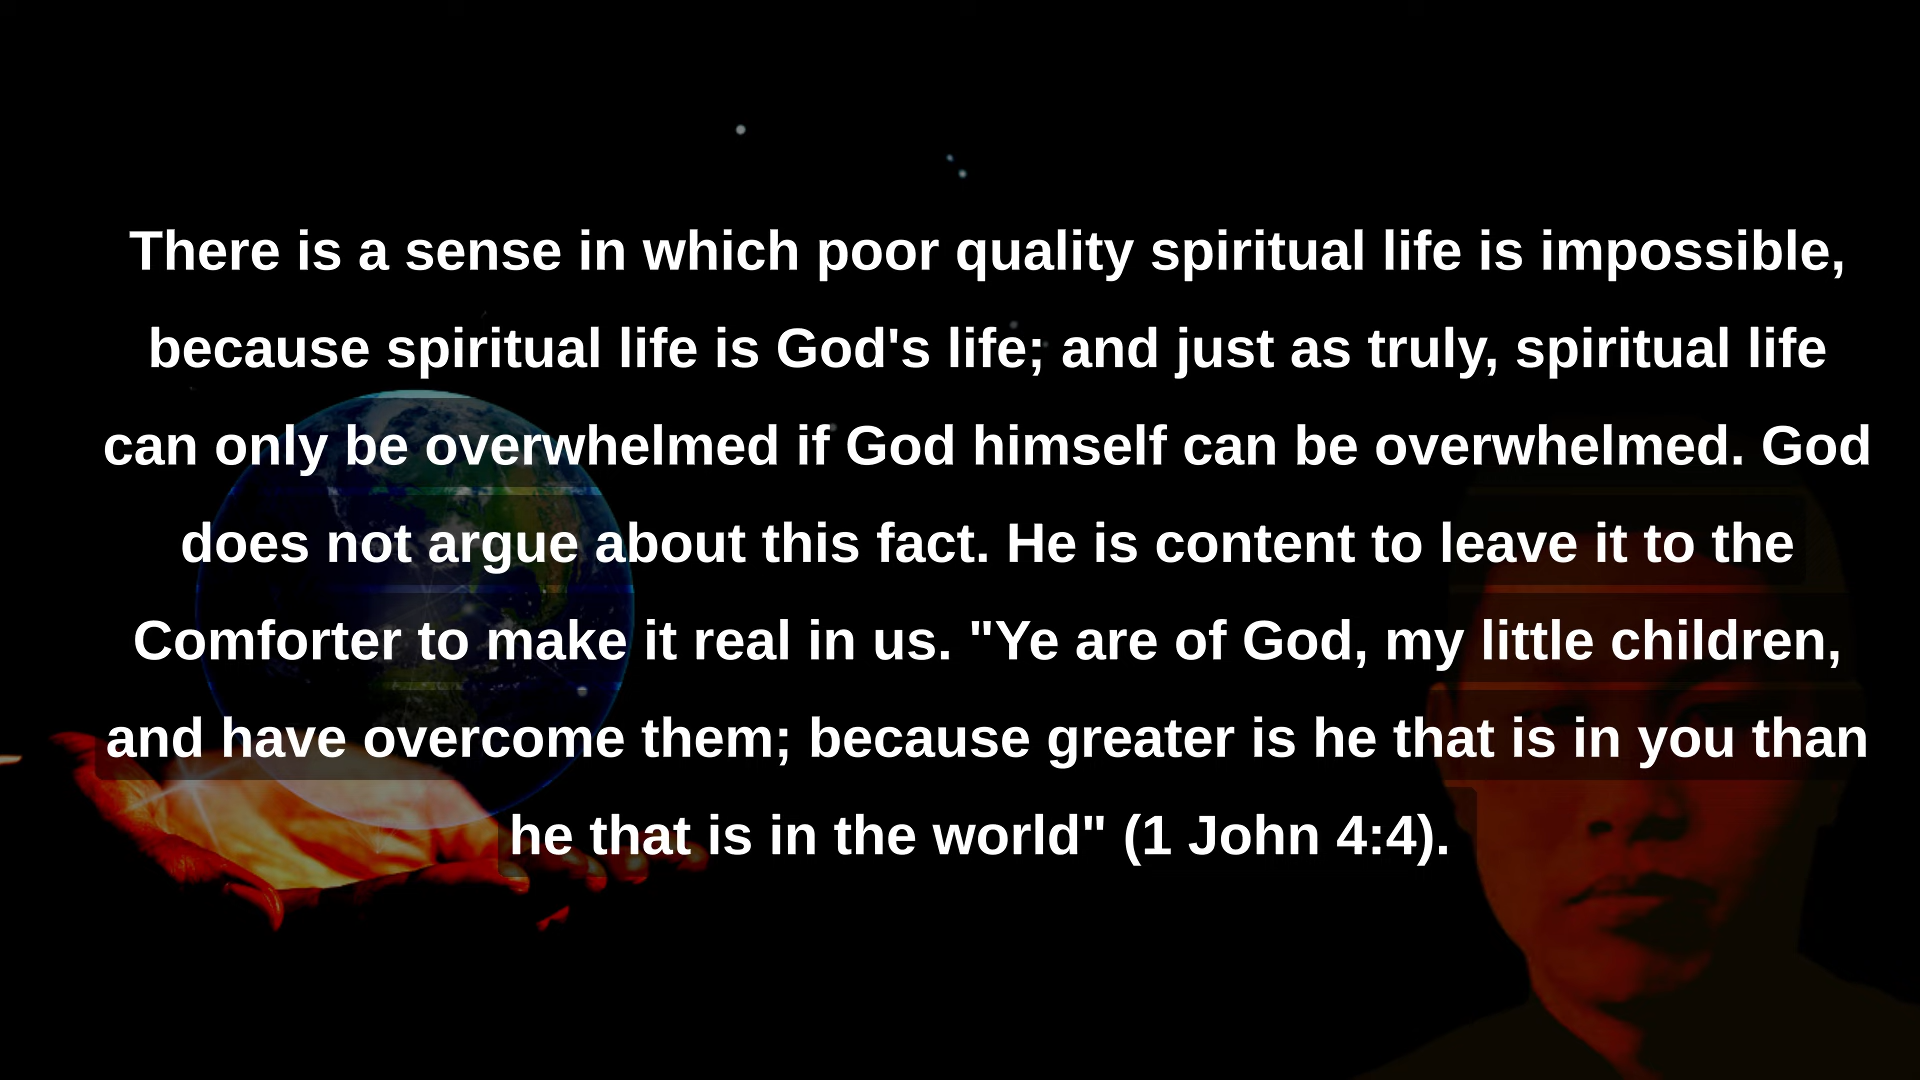 There is a sense in which poor quality spiritual life is impossible,
because spiritual life is God's life; and just as truly, spiritual life
can only be overwhelmed if God himself can be overwhelmed. God
does not argue about this fact. He is content to leave it to the
Comforter to make it real in us. "Ye are of God, my little children,
and have overcome them; because greater is he that is in you than
he that is in the world" (1 John 4:4).